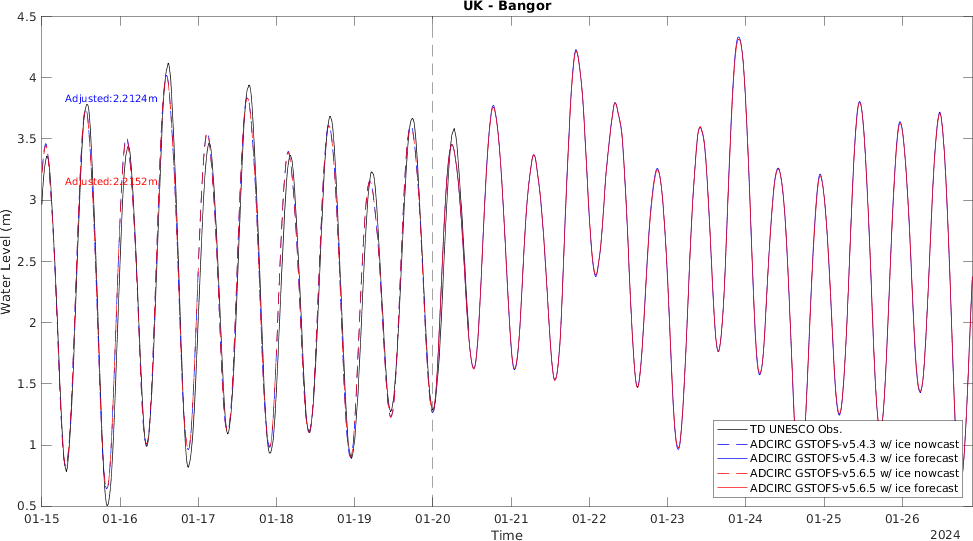 UK - Bangor
4.5
4
3.5
3
2.5
2
1.5
1
0.5
Water Level (m)
Adjusted:2.2124m
Adjusted:2.2152m
TD UNESCO Obs.
ADCIRC GSTOFS-v5.4.3 w/ ice nowcast
ADCIRC GSTOFS-v5.4.3 w/ ice forecast
ADCIRC GSTOFS-v5.6.5 w/ ice nowcast
ADCIRC GSTOFS-v5.6.5 w/ ice forecast
01-15 01-16 01-17 01-18 01-19 01-20 01-21 01-22 01-23 01-24 01-25 01-26
Time
2024